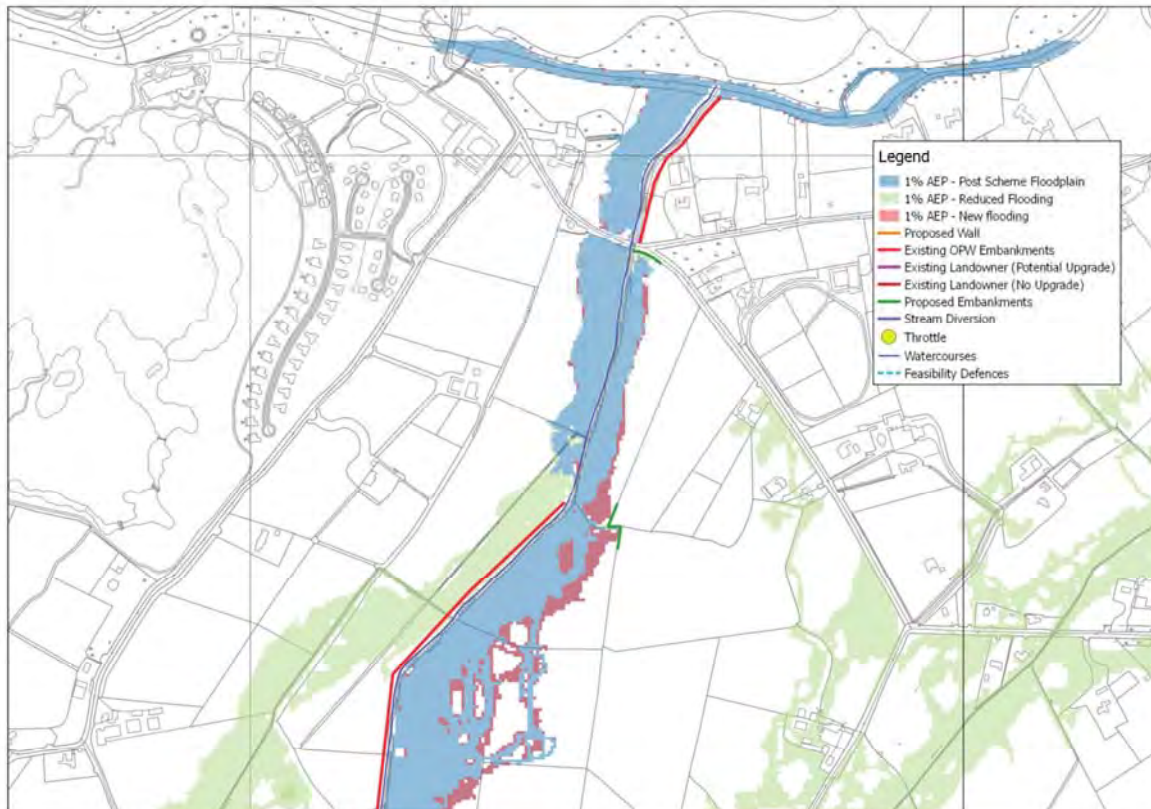 Legend
1% AEP - Post Scheme Floodplain
1% AEP - Reduced Flooding
1% AEP - New flooding
Proposed Wall
Existing OPW Embankments
Existing Landowner (Potential Upgrade)
Existing Landowner (No Upgrade)
Proposed Embankments
Stream Diversion
Throttle
Watercourses
Feasibility Defences